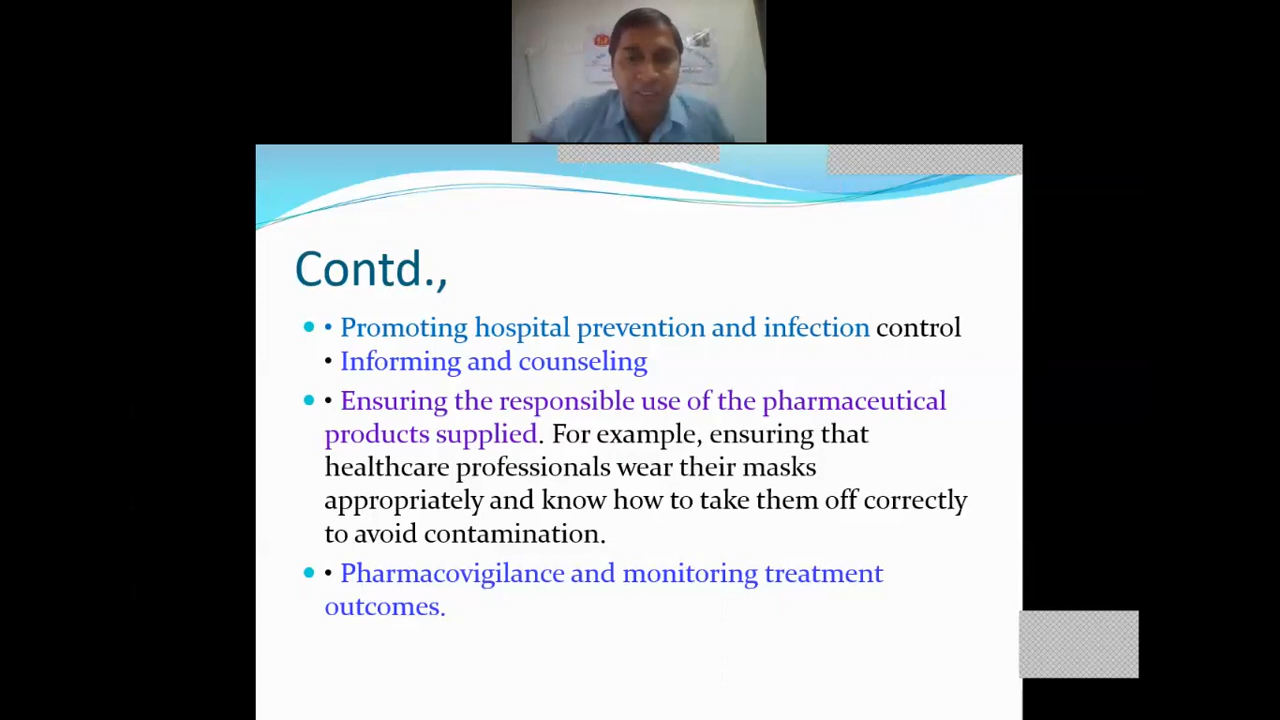 Contd.,
• • Promoting hospital prevention and infection control
• Informing and counseling
• • Ensuring the responsible use of the pharmaceutical
products supplied. For example, ensuring that
healthcare professionals wear their masks
appropriately and know how to take them off correctly
to avoid contamination.
• • Pharmacovigilance and monitoring treatment
outcomes.